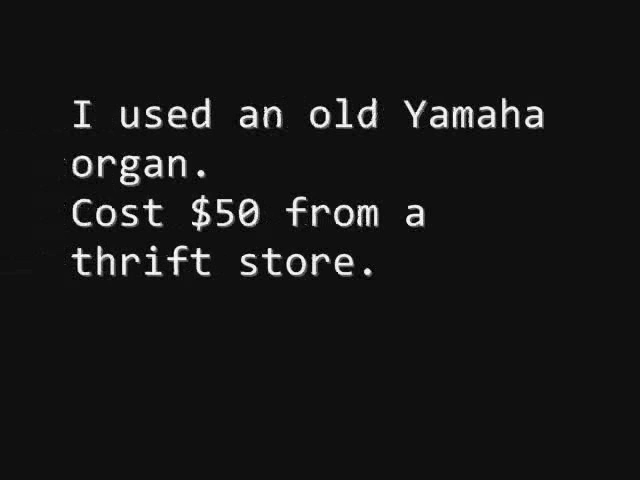 I used an old Yamaha
organ.
Cost $50 from a
thrift store.